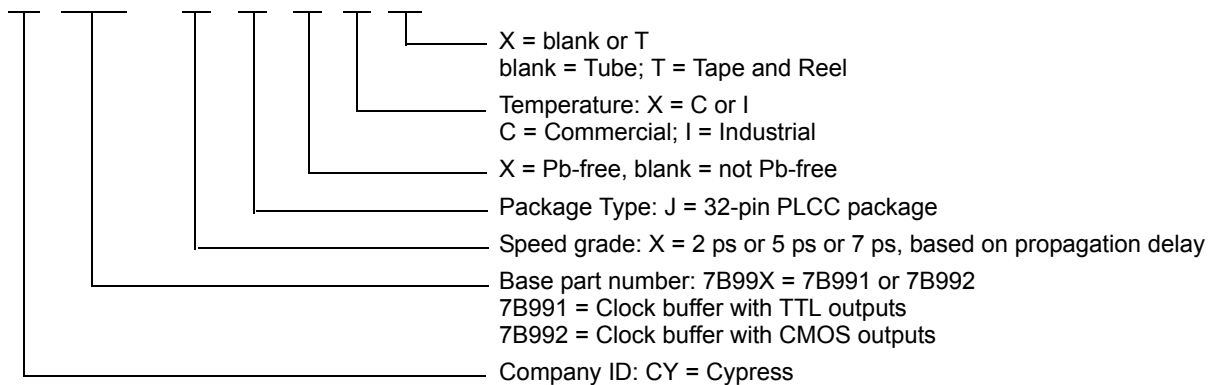 X = blank or T
blank = Tube; T = Tape and Reel
Temperature: X = C or I
C = Commercial; I = Industrial
X = Pb-free, blank = not Pb-free
Package Type: J = 32-pin PLCC package
Speed grade: X = 2 ps or 5 ps or 7 ps, based on propagation delay
Base part number: 7B99X = 7B991 or 7B992
7B991 = Clock buffer with TTL outputs
7B992 = Clock buffer with CMOS outputs
Company ID: CY = Cypress